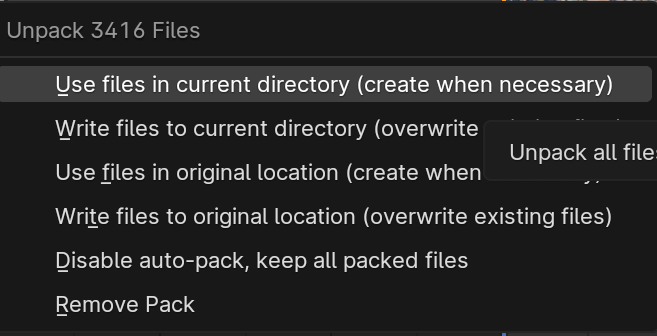 Unpack 3416 Files
Use files in current directory (create when necessary)
Write files to current directory (overwrite
Unpack all files
Use files in original location (create when
Write files to original location (overwrite existing files)
Disable auto-pack, keep all packed files
Remove Pack